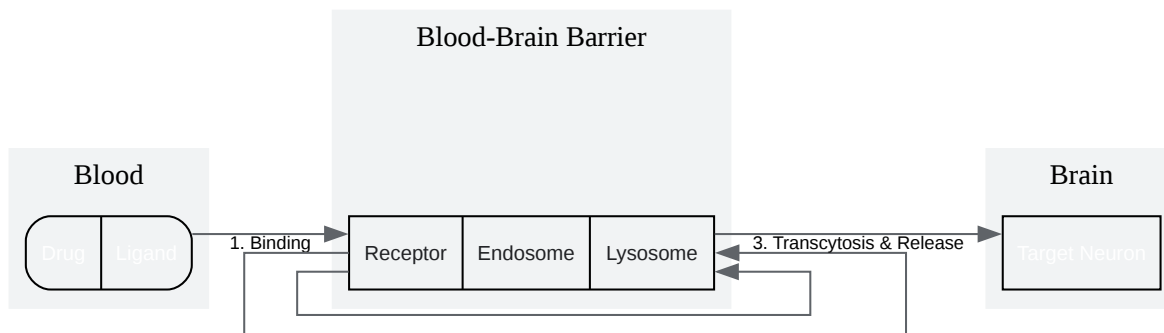 Blood-Brain Barrier
Blood
Brain
Drug
Ligand
1. Binding
Receptor
Endosome
Lysosome
3. Transcytosis & Release
Target Neuron